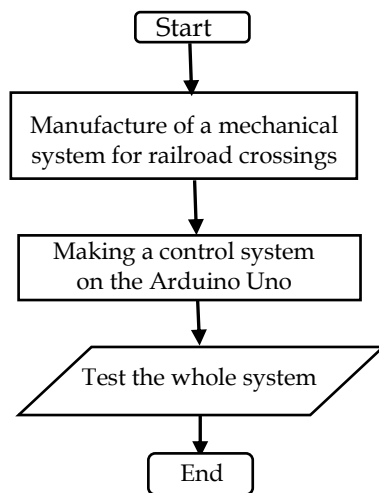 Start
Manufacture of a mechanical
system for railroad crossings
Making a control system
on the Arduino Uno
Test the whole system
End